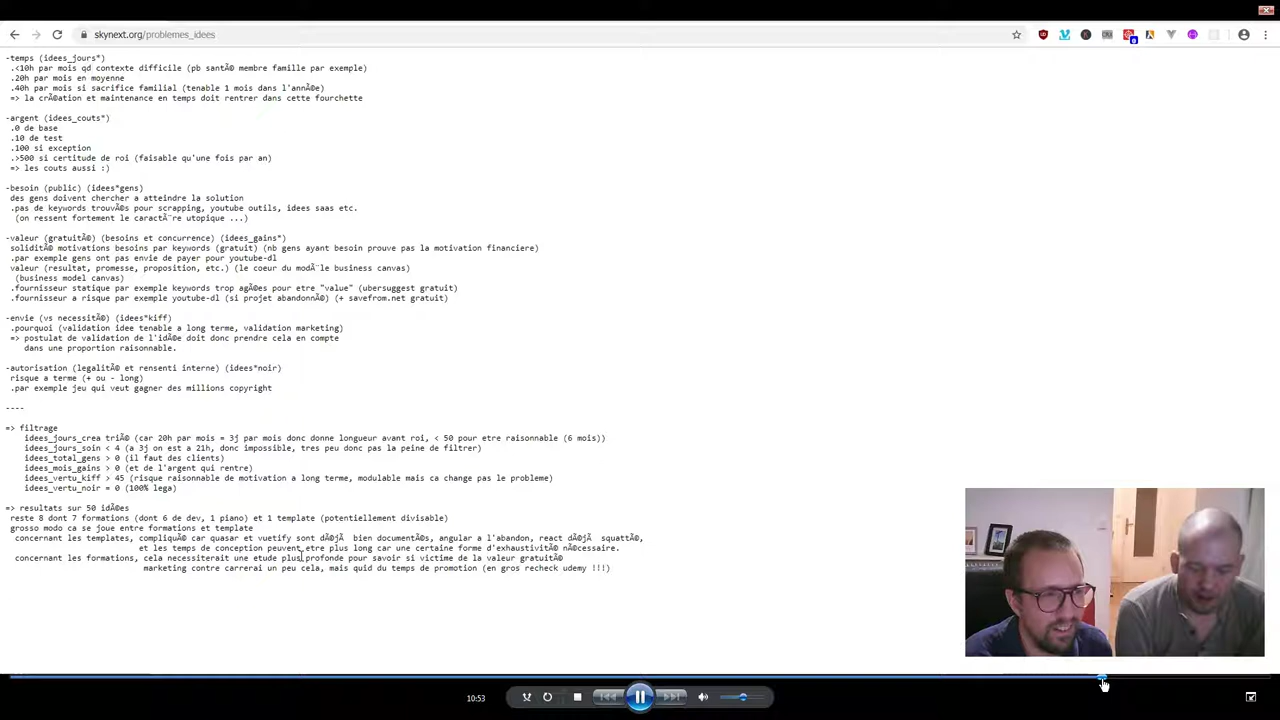 skynext.org/problemes_idees
-temps (idees_jours*)
.<10h par mois qd contexte difficile (pb santÃ© membre famille par exemple)
.20h par mois en moyenne
.40h par mois si sacrifice familial (tenable 1 mois dans l'annÃ©e)
=> la crÃ©ation et maintenance en temps doit rentrer dans cette fourchette
-argent (idees_couts*)
.0 de base
.10 de test
.100 si exception
.>500 si certitude de roi (faisable qu'une fois par an)
=> les couts aussi :)
-besoin (public) (idees*gens)
des gens doivent chercher a atteindre la solution
.pas de keywords trouvÃ©s pour scrapping, youtube outils, idees saas etc.
(on ressent fortement le caractÃ¨re utopique ...)
-valeur (gratuitÃ©) (besoins et concurrence) (idees_gains*)
soliditÃ© motivations besoins par keywords (gratuit) (nb gens ayant besoin prouve pas la motivation financiere)
.par exemple gens ont pas envie de payer pour youtube-dl
valeur (resultat, promesse, proposition, etc.) (le coeur du modÃ¨le business canvas)
(business model canvas)
.fournisseur statique par exemple keywords trop agÃ©es pour etre "value" (ubersuggest gratuit)
.fournisseur a risque par exemple youtube-dl (si projet abandonnÃ©) (+ savefrom.net gratuit)
-envie (vs necessitÃ©) (idees*kiff)
.pourquoi (validation idee tenable a long terme, validation marketing)
=> postulat de validation de l'idÃ©e doit donc prendre cela en compte
dans une proportion raisonnable.
-autorisation (legalitÃ© et rensenti interne) (idees*noir)
risque a terme (+ ou - long)
.par exemple jeu qui veut gagner des millions copyright
----
=> filtrage
idees_jours_crea triÃ© (car 20h par mois = 3j par mois donc donne longueur avant roi, < 50 pour etre raisonnable (6 mois))
idees_jours_soin < 4 (a 3j on est a 21h, donc impossible, tres peu donc pas la peine de filtrer)
idees_total_gens > 0 (il faut des clients)
idees_mois_gains > 0 (et de l'argent qui rentre)
idees_vertu_kiff > 45 (risque raisonnable de motivation a long terme, modulable mais ca change pas le probleme)
idees_vertu_noir = 0 (100% lega)
=> resultats sur 50 idÃ©es
reste 8 dont 7 formations (dont 6 de dev, 1 piano) et 1 template (potentiellement divisable)
grosso modo ca se joue entre formations et template
concernant les templates, compliquÃ© car quasar et vuetify sont dÃ©jÃ  bien documentÃ©s, angular a l'abandon, react dÃ©jÃ  squattÃ©,
et les temps de conception peuvent etre plus long car une certaine forme d'exhaustivitÃ© nÃ©cessaire.
concernant les formations, cela necessiterait une etude plus profonde pour savoir si victime de la valeur gratuitÃ©
marketing contre carrerai un peu cela, mais quid du temps de promotion (en gros recheck udemy !!!)
10:53